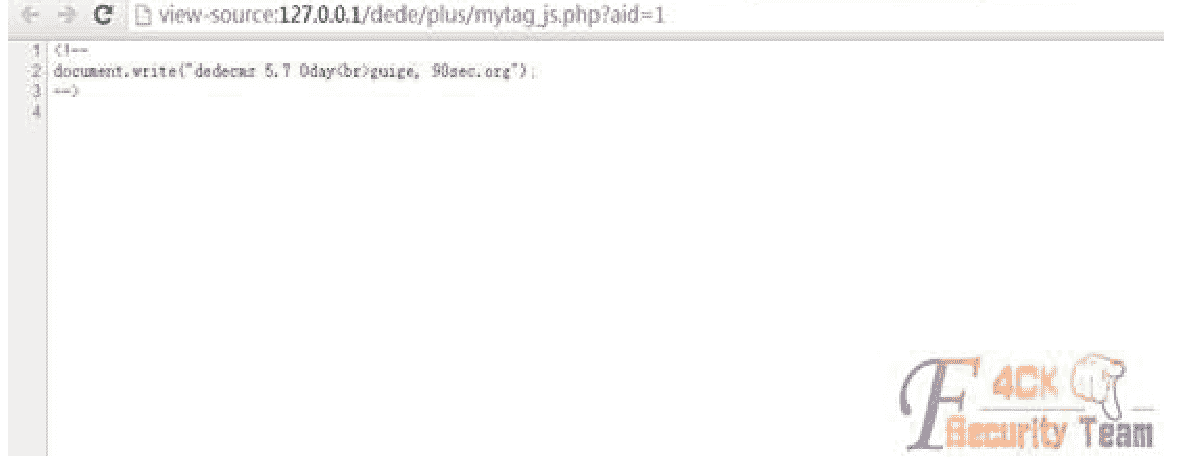 view-source:127.0.0.1/dede/plus/mytag_js.php?aid=1
1 <!--
2 document.write("dedecms 5.7 0day<br>guige, 90sec.org");
3 -->
4
F4CK
Security Team